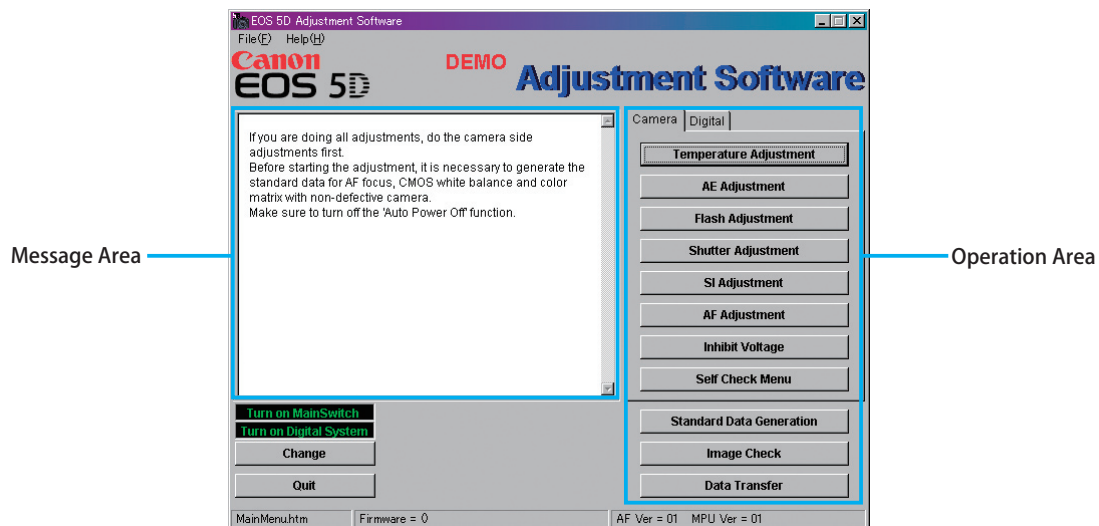 EOS 5D Adjustment Software
File(F) Help(H)
Canon
EOS 5D
DEMO
Adjustment Software
If you are doing all adjustments, do the camera side
adjustments first.
Before starting the adjustment, it is necessary to generate the
standard data for AF focus, CMOS white balance and color
matrix with non-defective camera.
Make sure to turn off the 'Auto Power Off' function.
Message Area
Camera Digital
Temperature Adjustment
AE Adjustment
Flash Adjustment
Shutter Adjustment
SI Adjustment
AF Adjustment
Inhibit Voltage
Self Check Menu
Standard Data Generation
Image Check
Data Transfer
Operation Area
Turn on MainSwitch
Turn on Digital System
Change
Quit
MainMenu.htm Firmware = 0 AF Ver = 01 MPU Ver = 01